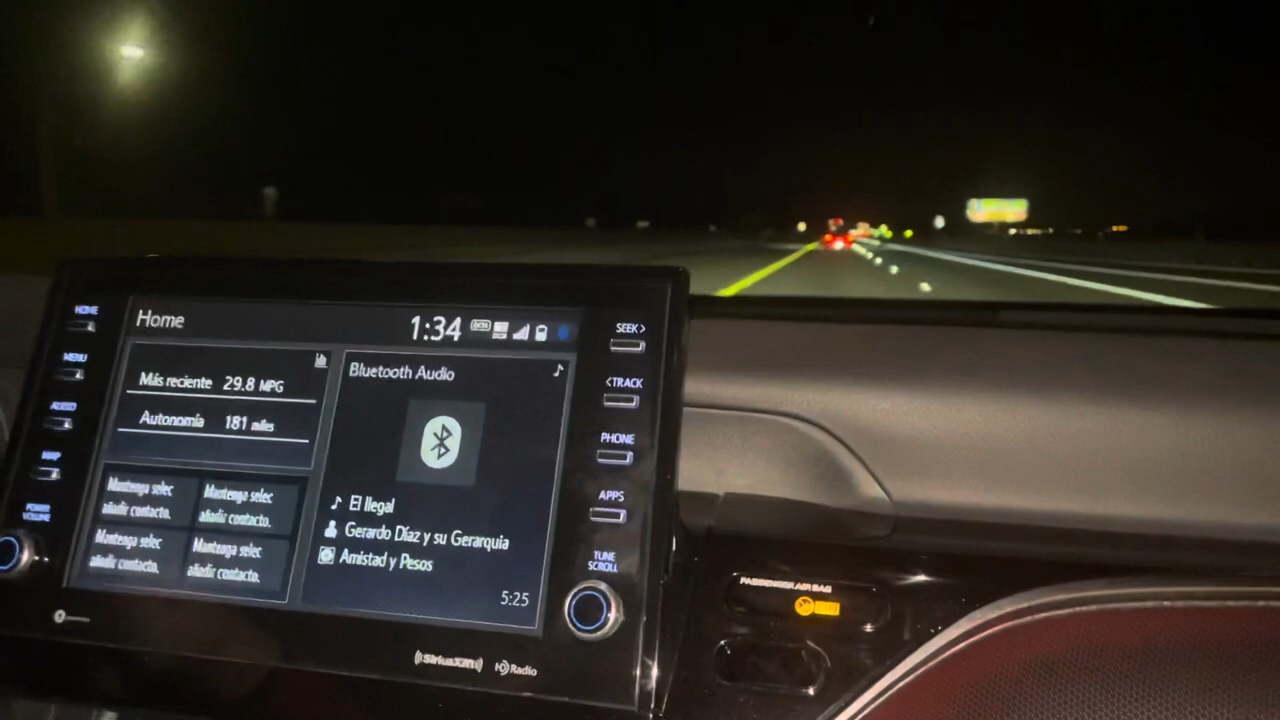 HOME
MENU
AUDIO
MAP
POWER
VOLUME
Home
1:34
Más reciente 29.8 MPG
Autonomía 181 miles
Mantenga selec
añadir contacto.
Mantenga selec
añadir contacto.
Mantenga selec
añadir contacto.
Mantenga selec
añadir contacto.
Bluetooth Audio
El Ilegal
Gerardo Díaz y su Gerarquia
Amistad y Pesos
5:25
SEEK>
<TRACK
PHONE
APPS
TUNE
SCROLL
SiriusXM
HD Radio
PASSENGER AIR BAG